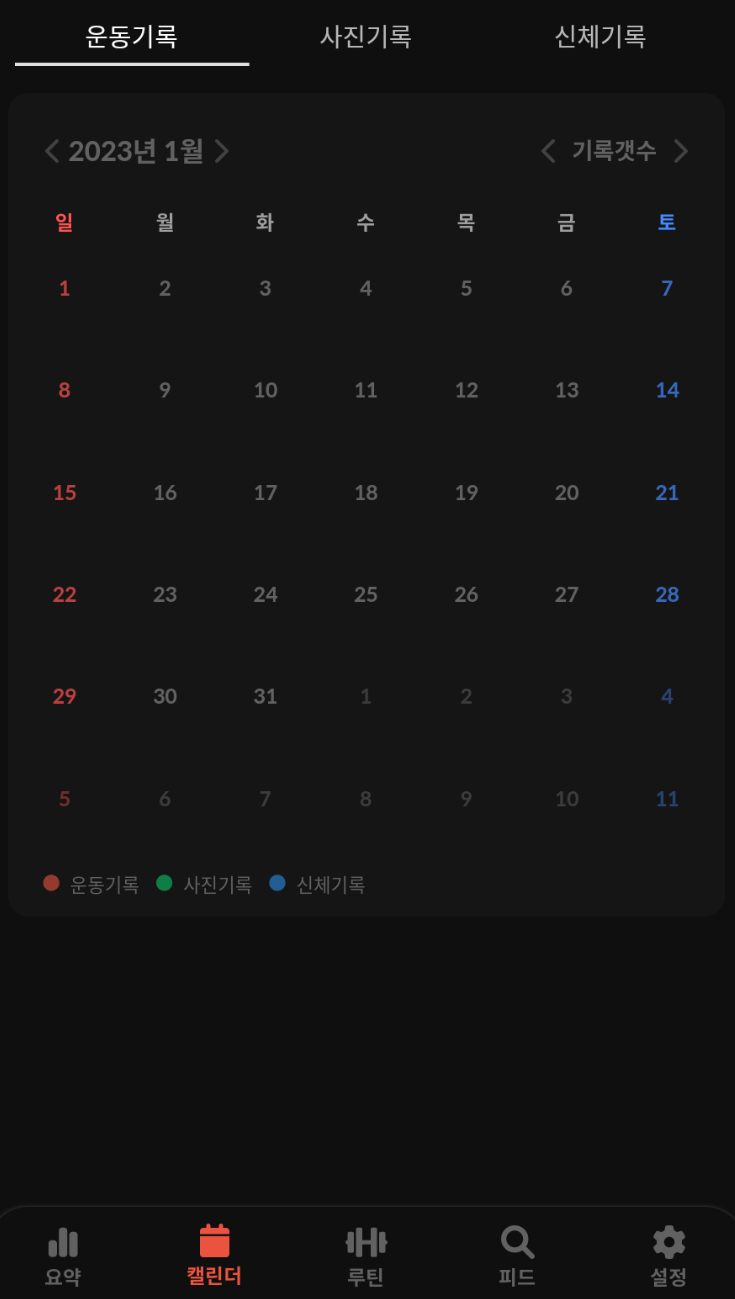 운동기록 사진기록 신체기록
2023년 1월 기록갯수
일 월 화 수 목 금 토
1 2 3 4 5 6 7
8 9 10 11 12 13 14
15 16 17 18 19 20 21
22 23 24 25 26 27 28
29 30 31 1 2 3 4
5 6 7 8 9 10 11
운동기록 사진기록 신체기록
요약 캘린더 루틴 피드 설정